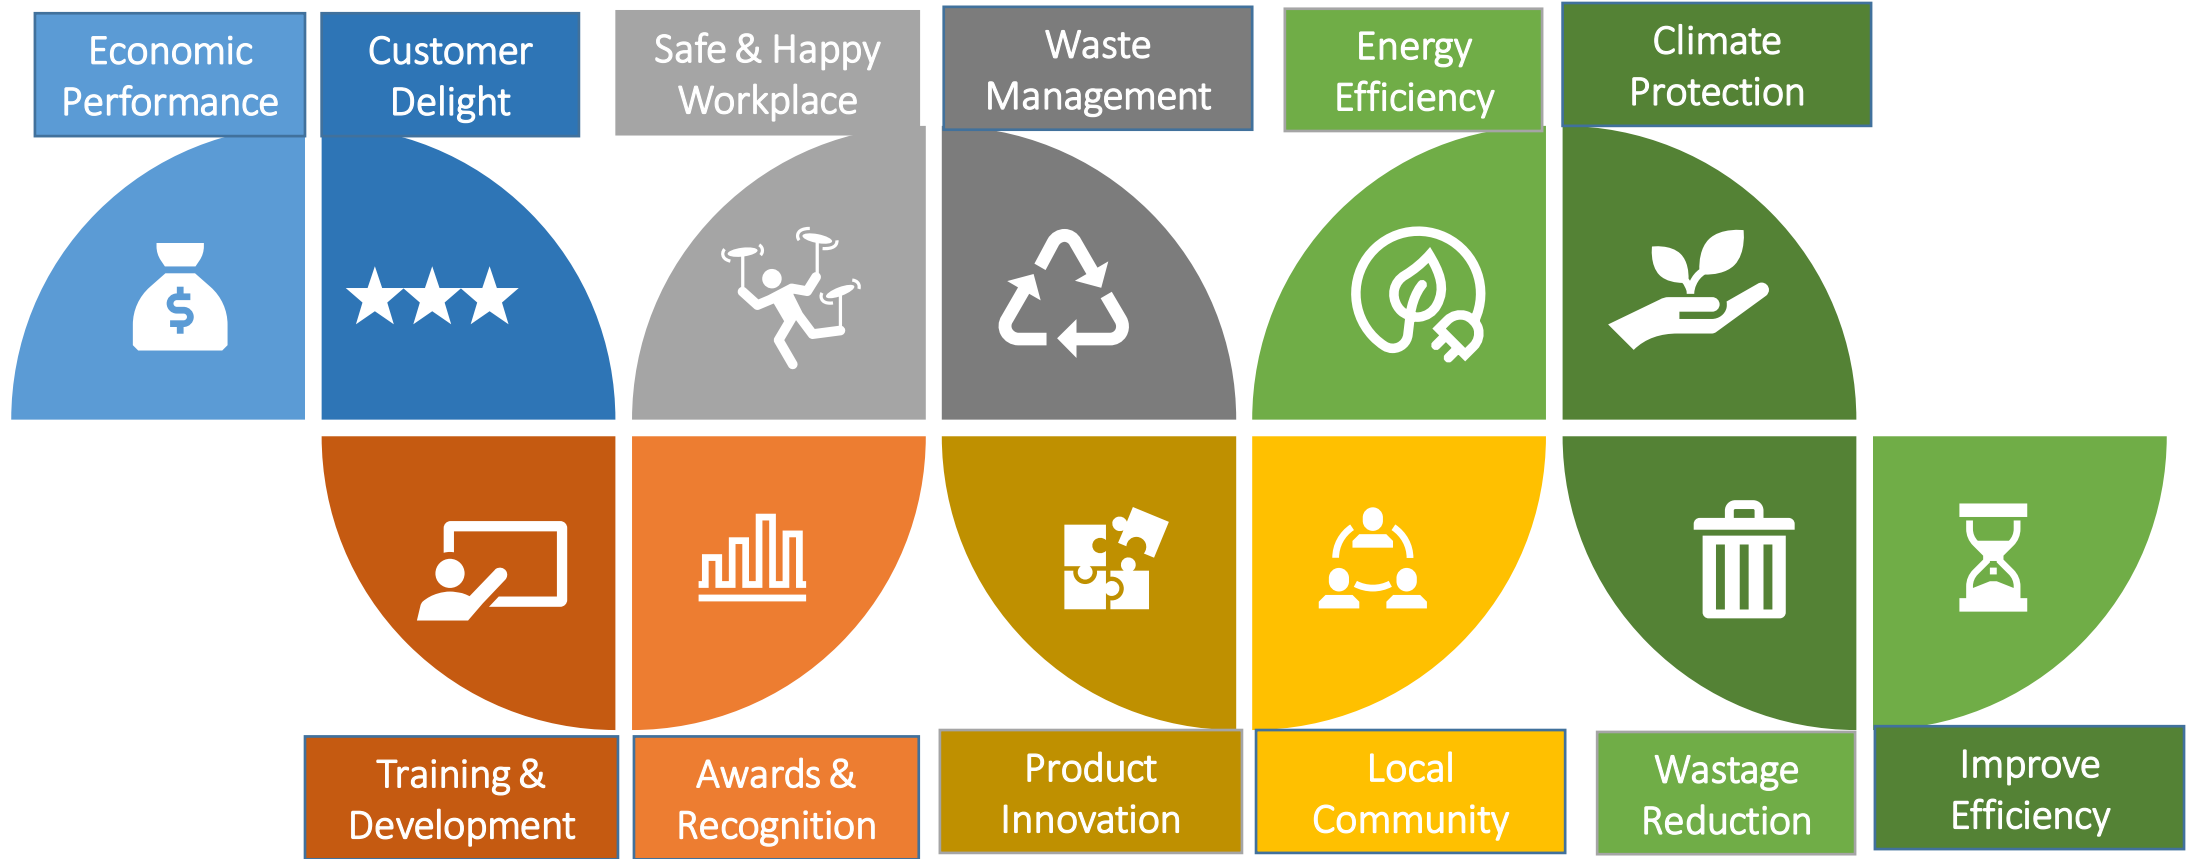 Economic
Performance
Customer
Delight
Safe & Happy
Workplace
Waste
Management
Energy
Efficiency
Climate
Protection
$
Training &
Development
Awards &
Recognition
Product
Innovation
Local
Community
Wastage
Reduction
Improve
Efficiency